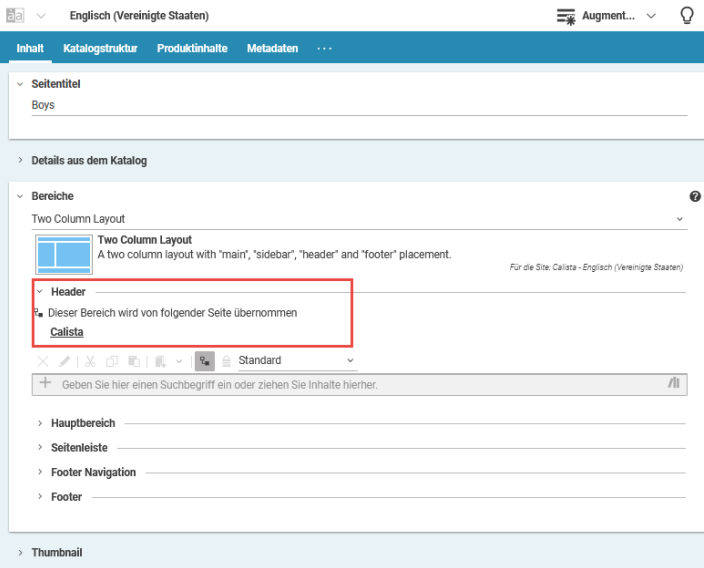 Englisch (Vereinigte Staaten)
Augment...
Inhalt Katalogstruktur Produktinhalte Metadaten ...
Seitentitel
Boys
Details aus dem Katalog
Bereiche
Two Column Layout
Two Column Layout
A two column layout with "main", "sidebar", "header" and "footer" placement.
Für die Site: Calista - Englisch (Vereinigte Staaten)
Header
Dieser Bereich wird von folgender Seite übernommen
Calista
Standard
Geben Sie hier einen Suchbegriff ein oder ziehen Sie Inhalte hierher.
Hauptbereich
Seitenleiste
Footer Navigation
Footer
Thumbnail